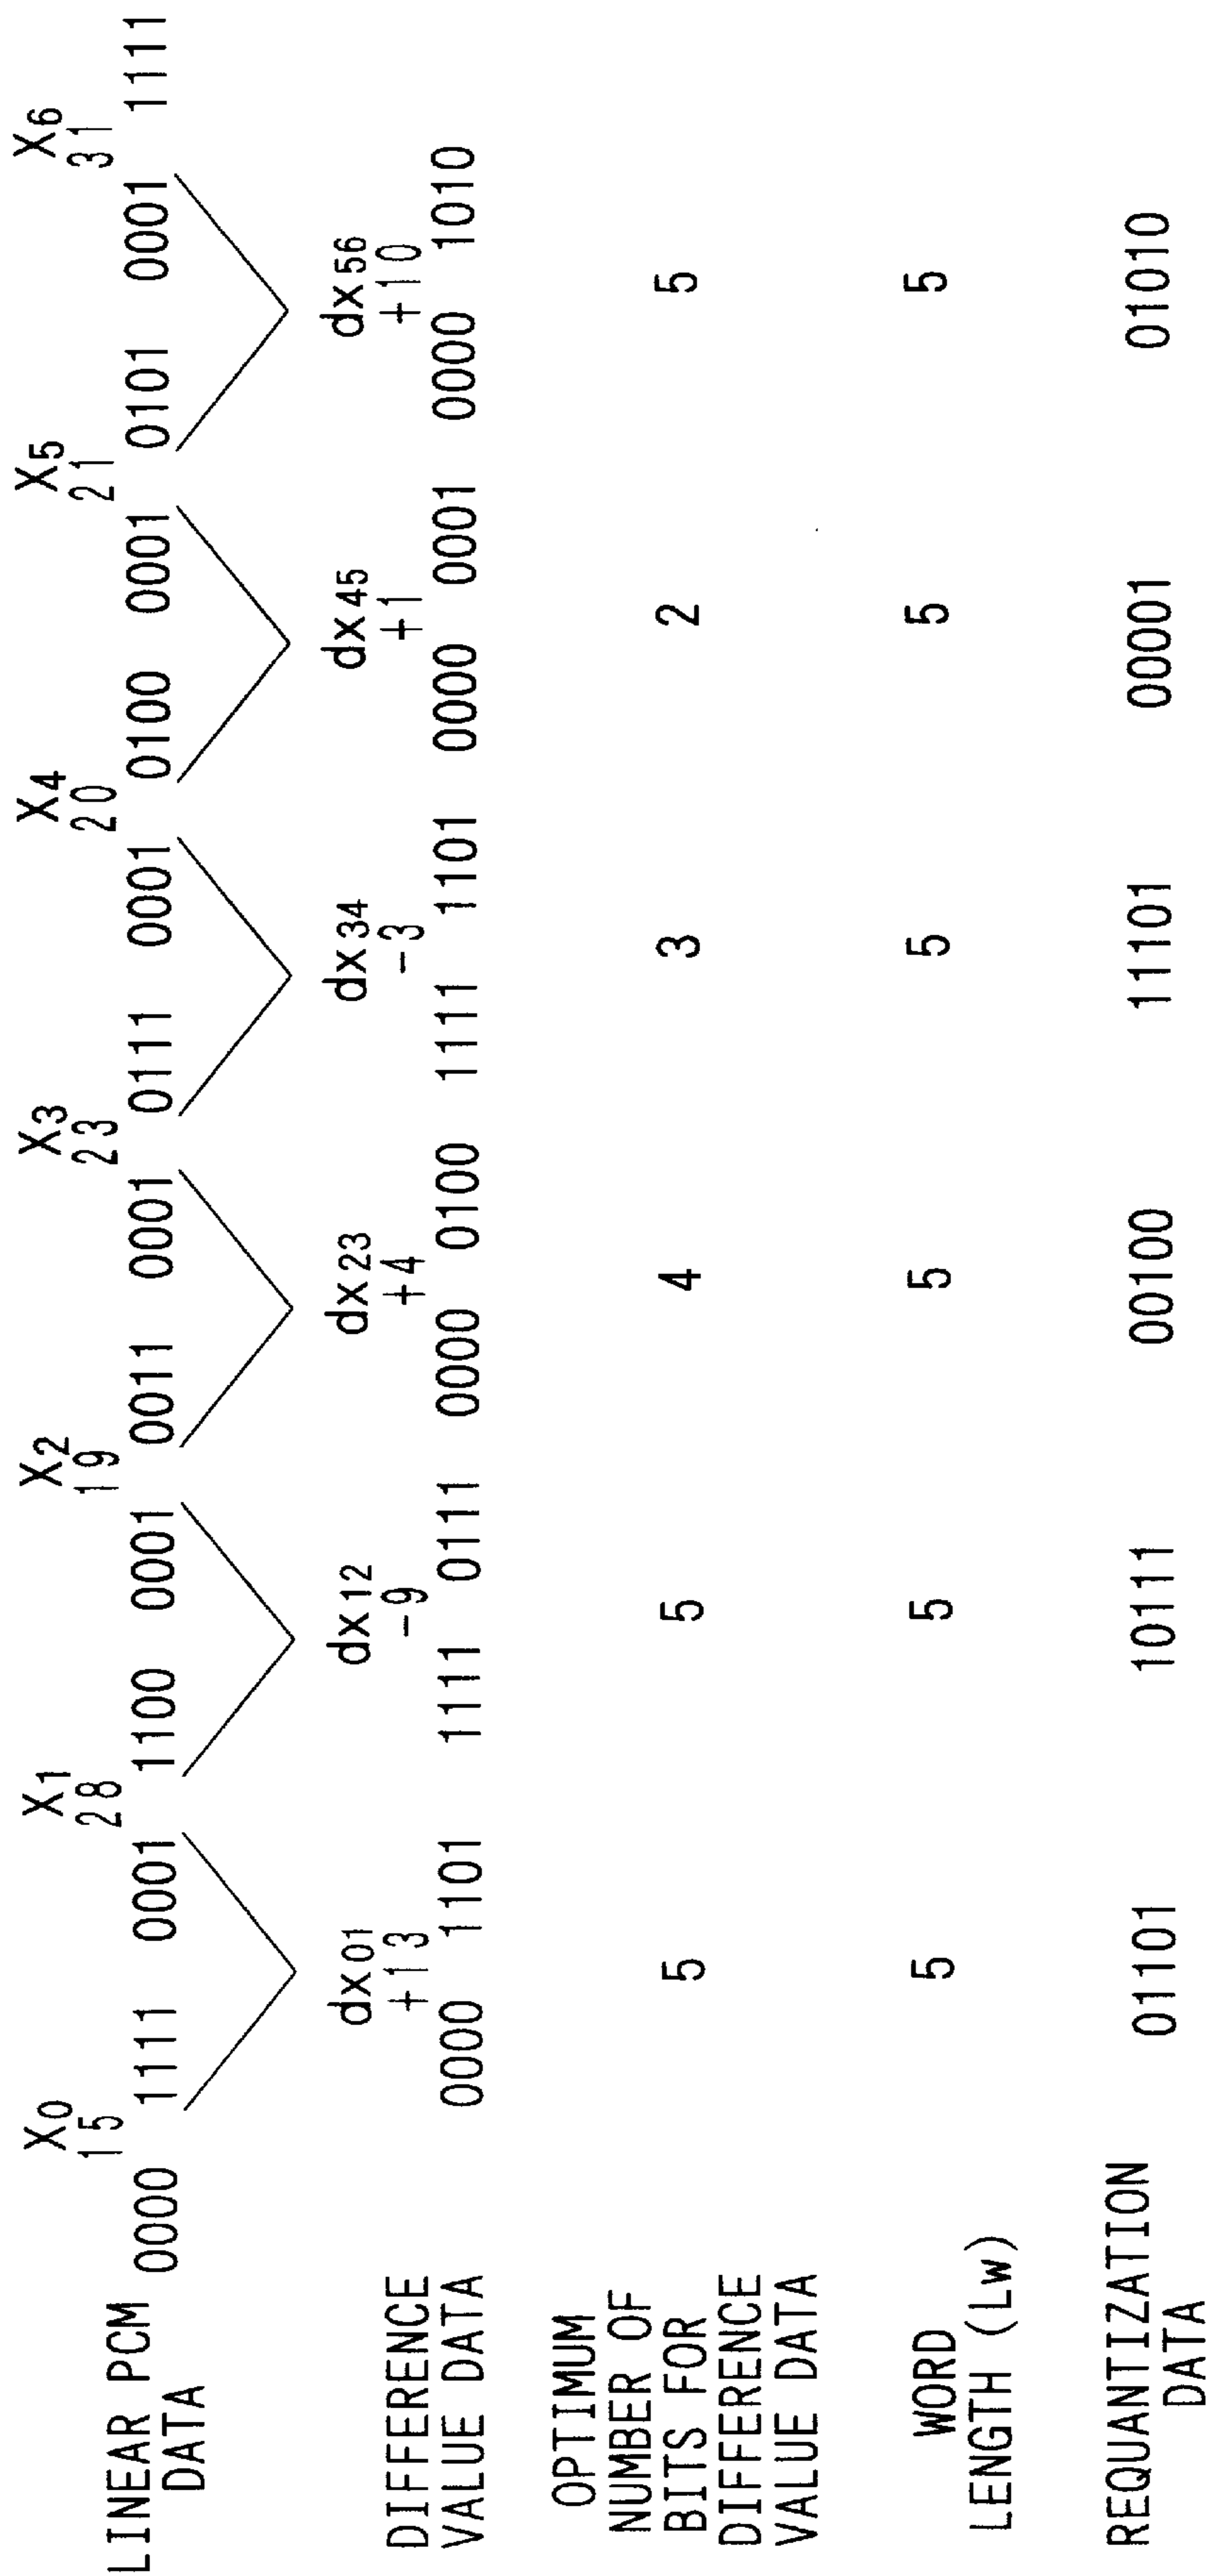 X0 X1 X2 X3 X4 X5 X6
15 28 19 23 20 21 31
LINEAR PCM
DATA
0000 1111 0001 1100 0001 0011 0001 0111 0001 0100 0001 0101 0001 1111
dx01 dx12 dx23 dx34 dx45 dx56
+13 -9 +4 -3 +1 +10
DIFFERENCE
VALUE DATA
0000 1101 1111 0111 0000 0100 1111 1101 0000 0001 0000 1010
OPTIMUM
NUMBER OF
BITS FOR
DIFFERENCE
VALUE DATA
5 5 4 3 2 5
WORD
LENGTH (Lw)
5 5 5 5 5 5
REQUANTIZATION
DATA
01101 10111 00100 11101 00001 01010